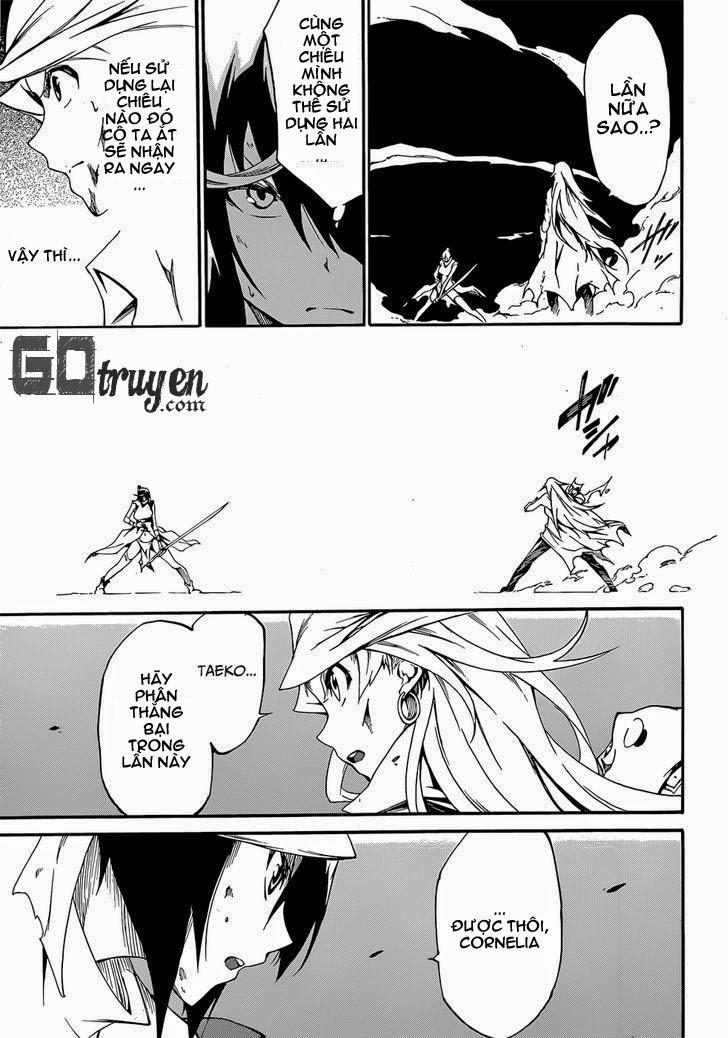 LẦN
NỮA
SAO..?
CÙNG
MỘT
CHIÊU
MÌNH
KHÔNG
THỂ SỬ
DỤNG HAI
LẦN
...
NẾU SỬ
DỤNG LẠI
CHIÊU
NÀO ĐÓ
CÔ TA ẮT
SẼ NHẬN
RA NGAY
...
VẬY THÌ...
GOtruyen
.com
TAEKO...
HÃY
PHÂN
THẮNG
BẠI
TRONG
LẦN NÀY
...
ĐƯỢC THÔI,
CORNELIA